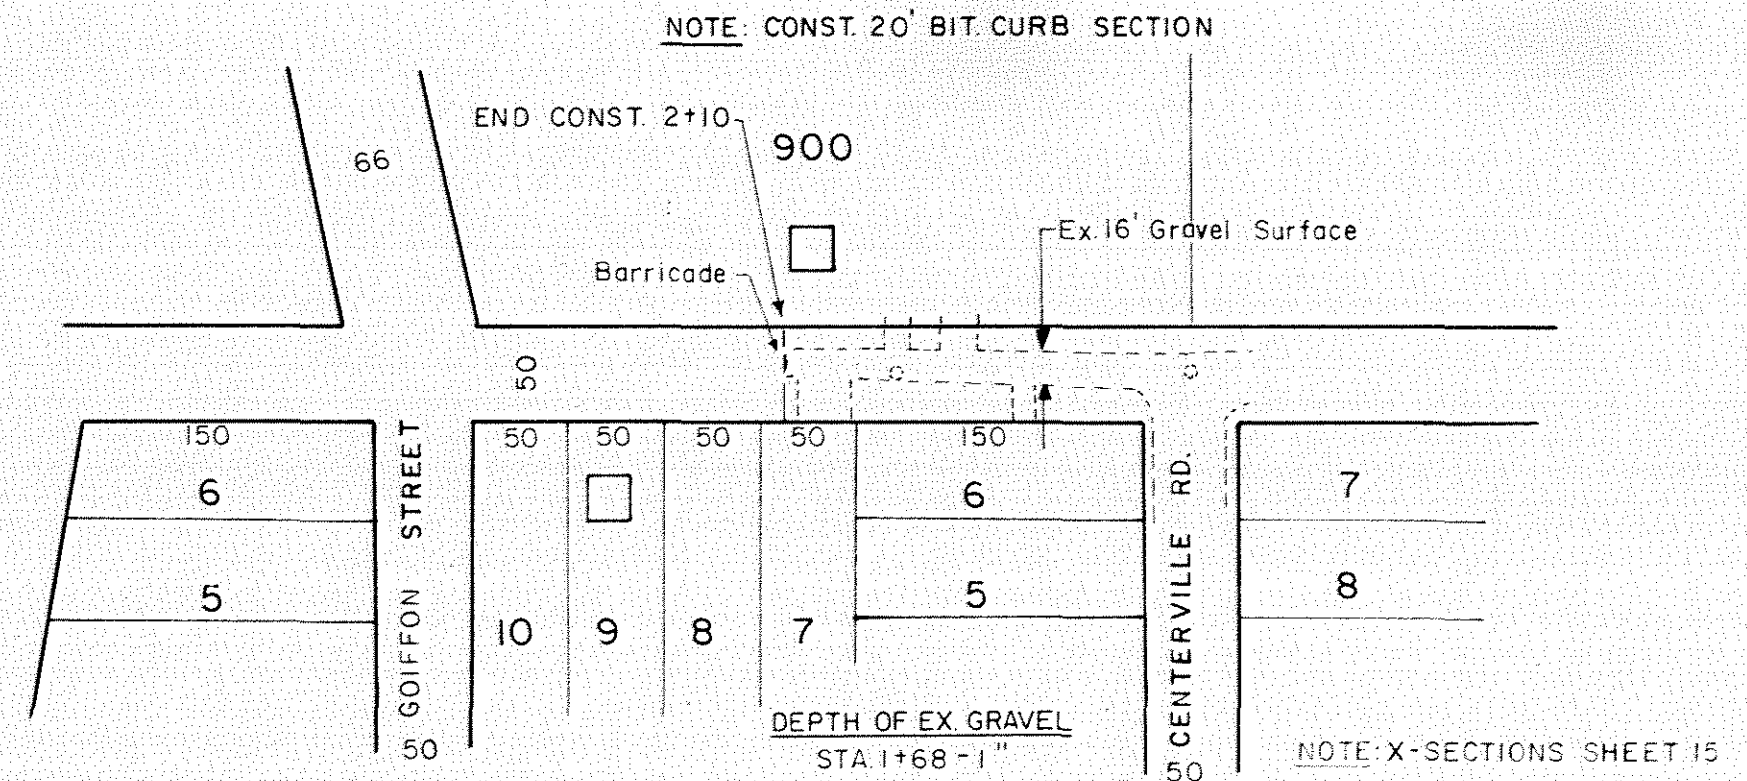 NOTE: CONST. 20' BIT. CURB SECTION
END CONST. 2+10
900
66
Ex. 16' Gravel Surface
Barricade
50
150
50
50
50
50
150
6
6
7
5
5
8
10
9
8
7
GOIFFON STREET
50
CENTERVILLE RD.
50
DEPTH OF EX. GRAVEL
STA. 1+68 - 1"
NOTE: X-SECTIONS SHEET 15